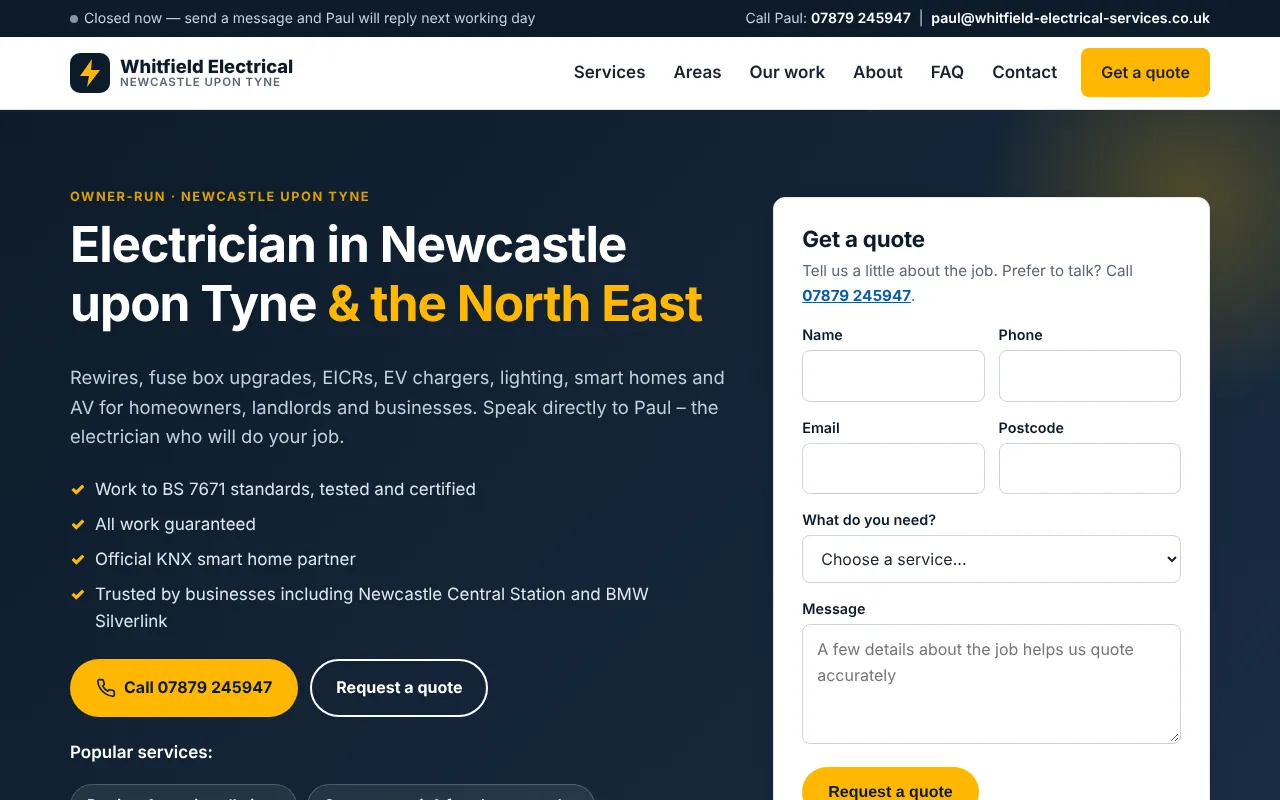 Closed now — send a message and Paul will reply next working day
Call Paul: 07879 245947 | paul@whitfield-electrical-services.co.uk
Whitfield Electrical
NEWCASTLE UPON TYNE
Services
Areas
Our work
About
FAQ
Contact
Get a quote
OWNER-RUN · NEWCASTLE UPON TYNE
Electrician in Newcastle
upon Tyne & the North East
Rewires, fuse box upgrades, EICRs, EV chargers, lighting, smart homes and
AV for homeowners, landlords and businesses. Speak directly to Paul – the
electrician who will do your job.
Work to BS 7671 standards, tested and certified
All work guaranteed
Official KNX smart home partner
Trusted by businesses including Newcastle Central Station and BMW
Silverlink
Call 07879 245947
Request a quote
Popular services:
Get a quote
Tell us a little about the job. Prefer to talk? Call
07879 245947.
Name
Phone
Email
Postcode
What do you need?
Choose a service...
Message
A few details about the job helps us quote
accurately
Request a quote